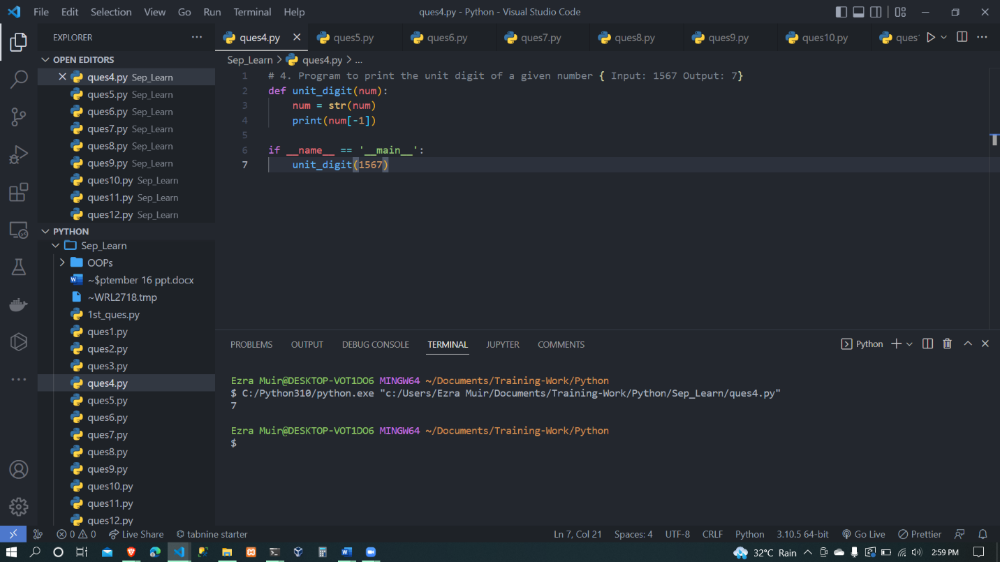 File Edit Selection View Go Run Terminal Help
ques4.py - Python - Visual Studio Code
EXPLORER
OPEN EDITORS
ques4.py Sep_Learn
ques5.py Sep_Learn
ques6.py Sep_Learn
ques7.py Sep_Learn
ques8.py Sep_Learn
ques9.py Sep_Learn
ques10.py Sep_Learn
ques11.py Sep_Learn
ques12.py Sep_Learn
PYTHON
Sep_Learn
OOPs
~$ptember 16 ppt.docx
~WRL2718.tmp
1st_ques.py
ques1.py
ques2.py
ques3.py
ques4.py
ques5.py
ques6.py
ques7.py
ques8.py
ques9.py
ques10.py
ques11.py
ques12.py
ques4.py ques5.py ques6.py ques7.py ques8.py ques9.py ques10.py ques
Sep_Learn > ques4.py > ...
1 # 4. Program to print the unit digit of a given number { Input: 1567 Output: 7}
2 def unit_digit(num):
3     num = str(num)
4     print(num[-1])
5
6 if __name__ == '__main__':
7     unit_digit(1567)
PROBLEMS OUTPUT DEBUG CONSOLE TERMINAL JUPYTER COMMENTS
Python
Ezra Muir@DESKTOP-VOT1DO6 MINGW64 ~/Documents/Training-Work/Python
$ C:/Python310/python.exe "c:/Users/Ezra Muir/Documents/Training-Work/Python/Sep_Learn/ques4.py"
7
Ezra Muir@DESKTOP-VOT1DO6 MINGW64 ~/Documents/Training-Work/Python
$
0 0 Live Share tabnine starter
Ln 7, Col 21 Spaces: 4 UTF-8 CRLF Python 3.10.5 64-bit Go Live Prettier
32°C Rain 2:59 PM